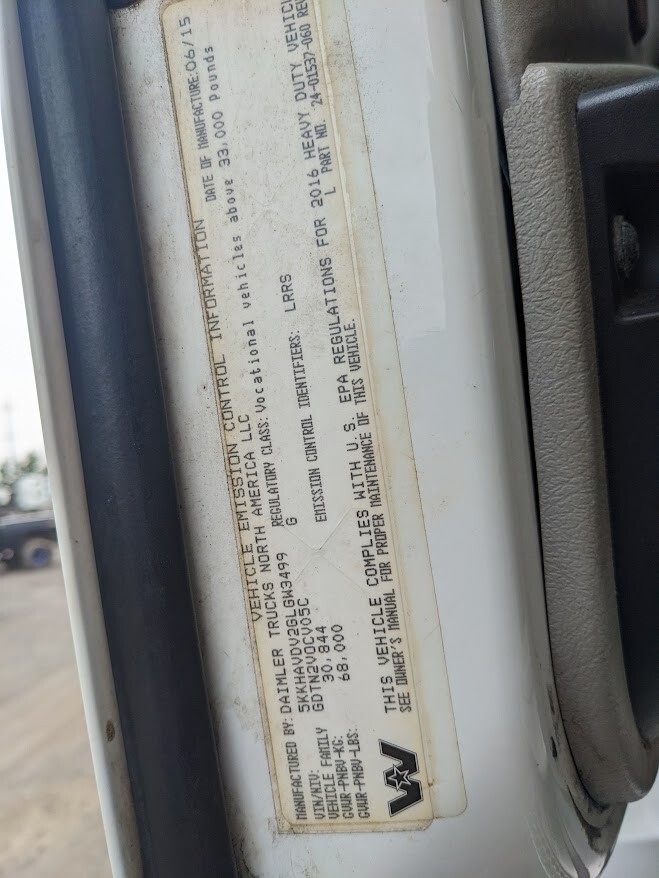 VEHICLE EMISSION CONTROL INFORMATION DATE OF MANUFACTURE: 06/15
MANUFACTURED BY: DAIMLER TRUCKS NORTH AMERICA LLC
VIN/NIV: 5KKHAVDV2GLGW3499 REGULATORY CLASS: Vocational vehicles above 33,000 Pounds
VEHICLE FAMILY GDTN2VOCV05C G
GVWR-PNBV-KG: 30,844 EMISSION CONTROL IDENTIFIERS: LRRS
GVWR-PNBV-LBS: 68,000
THIS VEHICLE COMPLIES WITH U.S. EPA REGULATIONS FOR 2016 HEAVY DUTY
SEE OWNER'S MANUAL FOR PROPER MAINTENANCE OF THIS VEHICLE. L PART NO. 24-01537-060